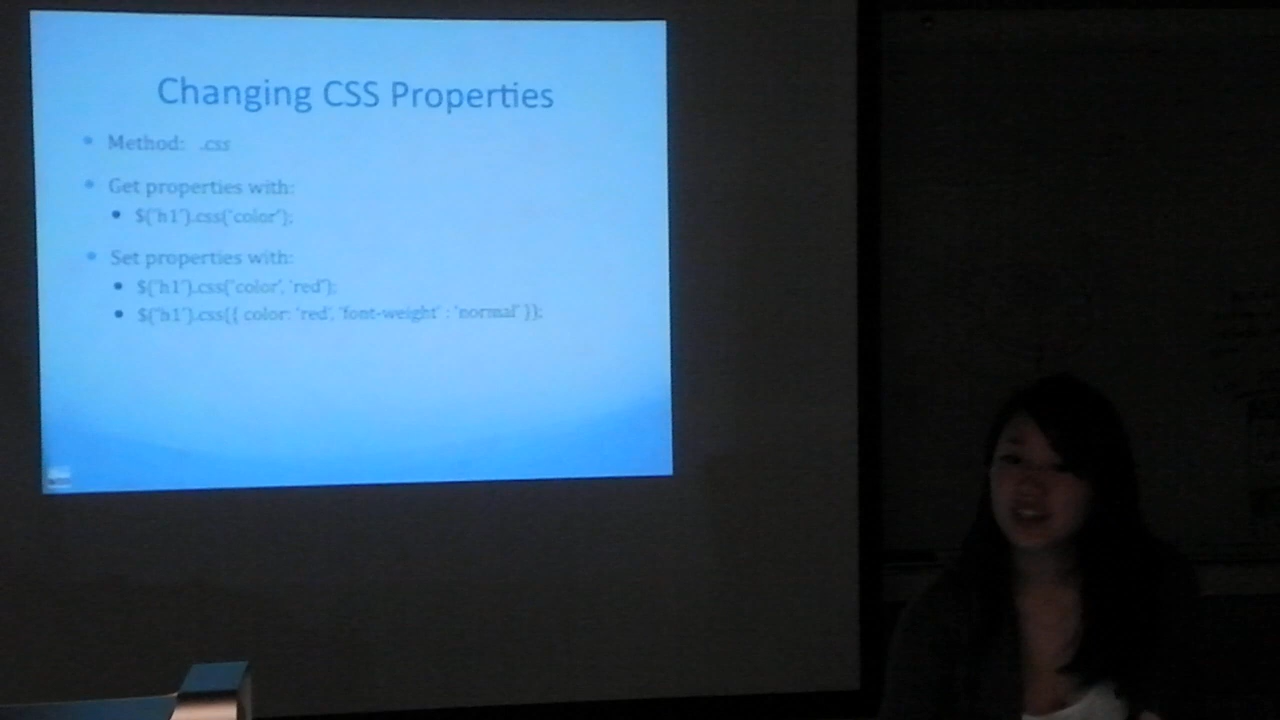 Changing CSS Properties
Method: .css
Get properties with:
$('h1').css('color');
Set properties with:
$('h1').css('color', 'red');
$('h1').css({ color: 'red', 'font-weight' : 'normal' });